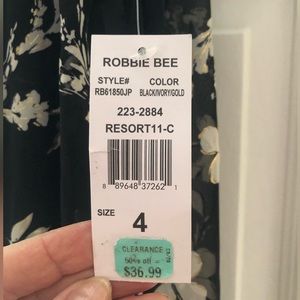 ROBBIE BEE
STYLE# COLOR
RB61850JP BLACK/IVORY/GOLD
223-2884
RESORT11-C
8 89648 37262 1
SIZE 4
CLEARANCE
60% off =
$36.99